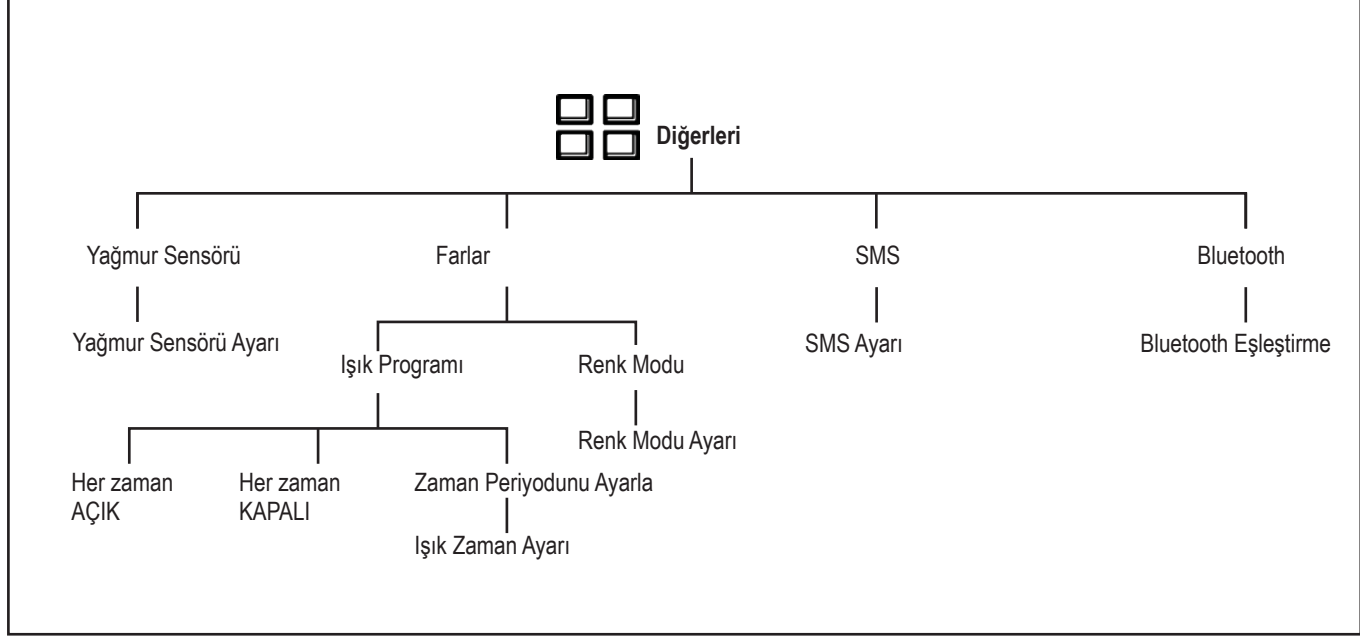 Diğerleri
Yağmur Sensörü
Farlar
SMS
Bluetooth
Yağmur Sensörü Ayarı
Işık Programı
Renk Modu
SMS Ayarı
Bluetooth Eşleştirme
Renk Modu Ayarı
Her zaman
AÇIK
Her zaman
KAPALI
Zaman Periyodunu Ayarla
Işık Zaman Ayarı